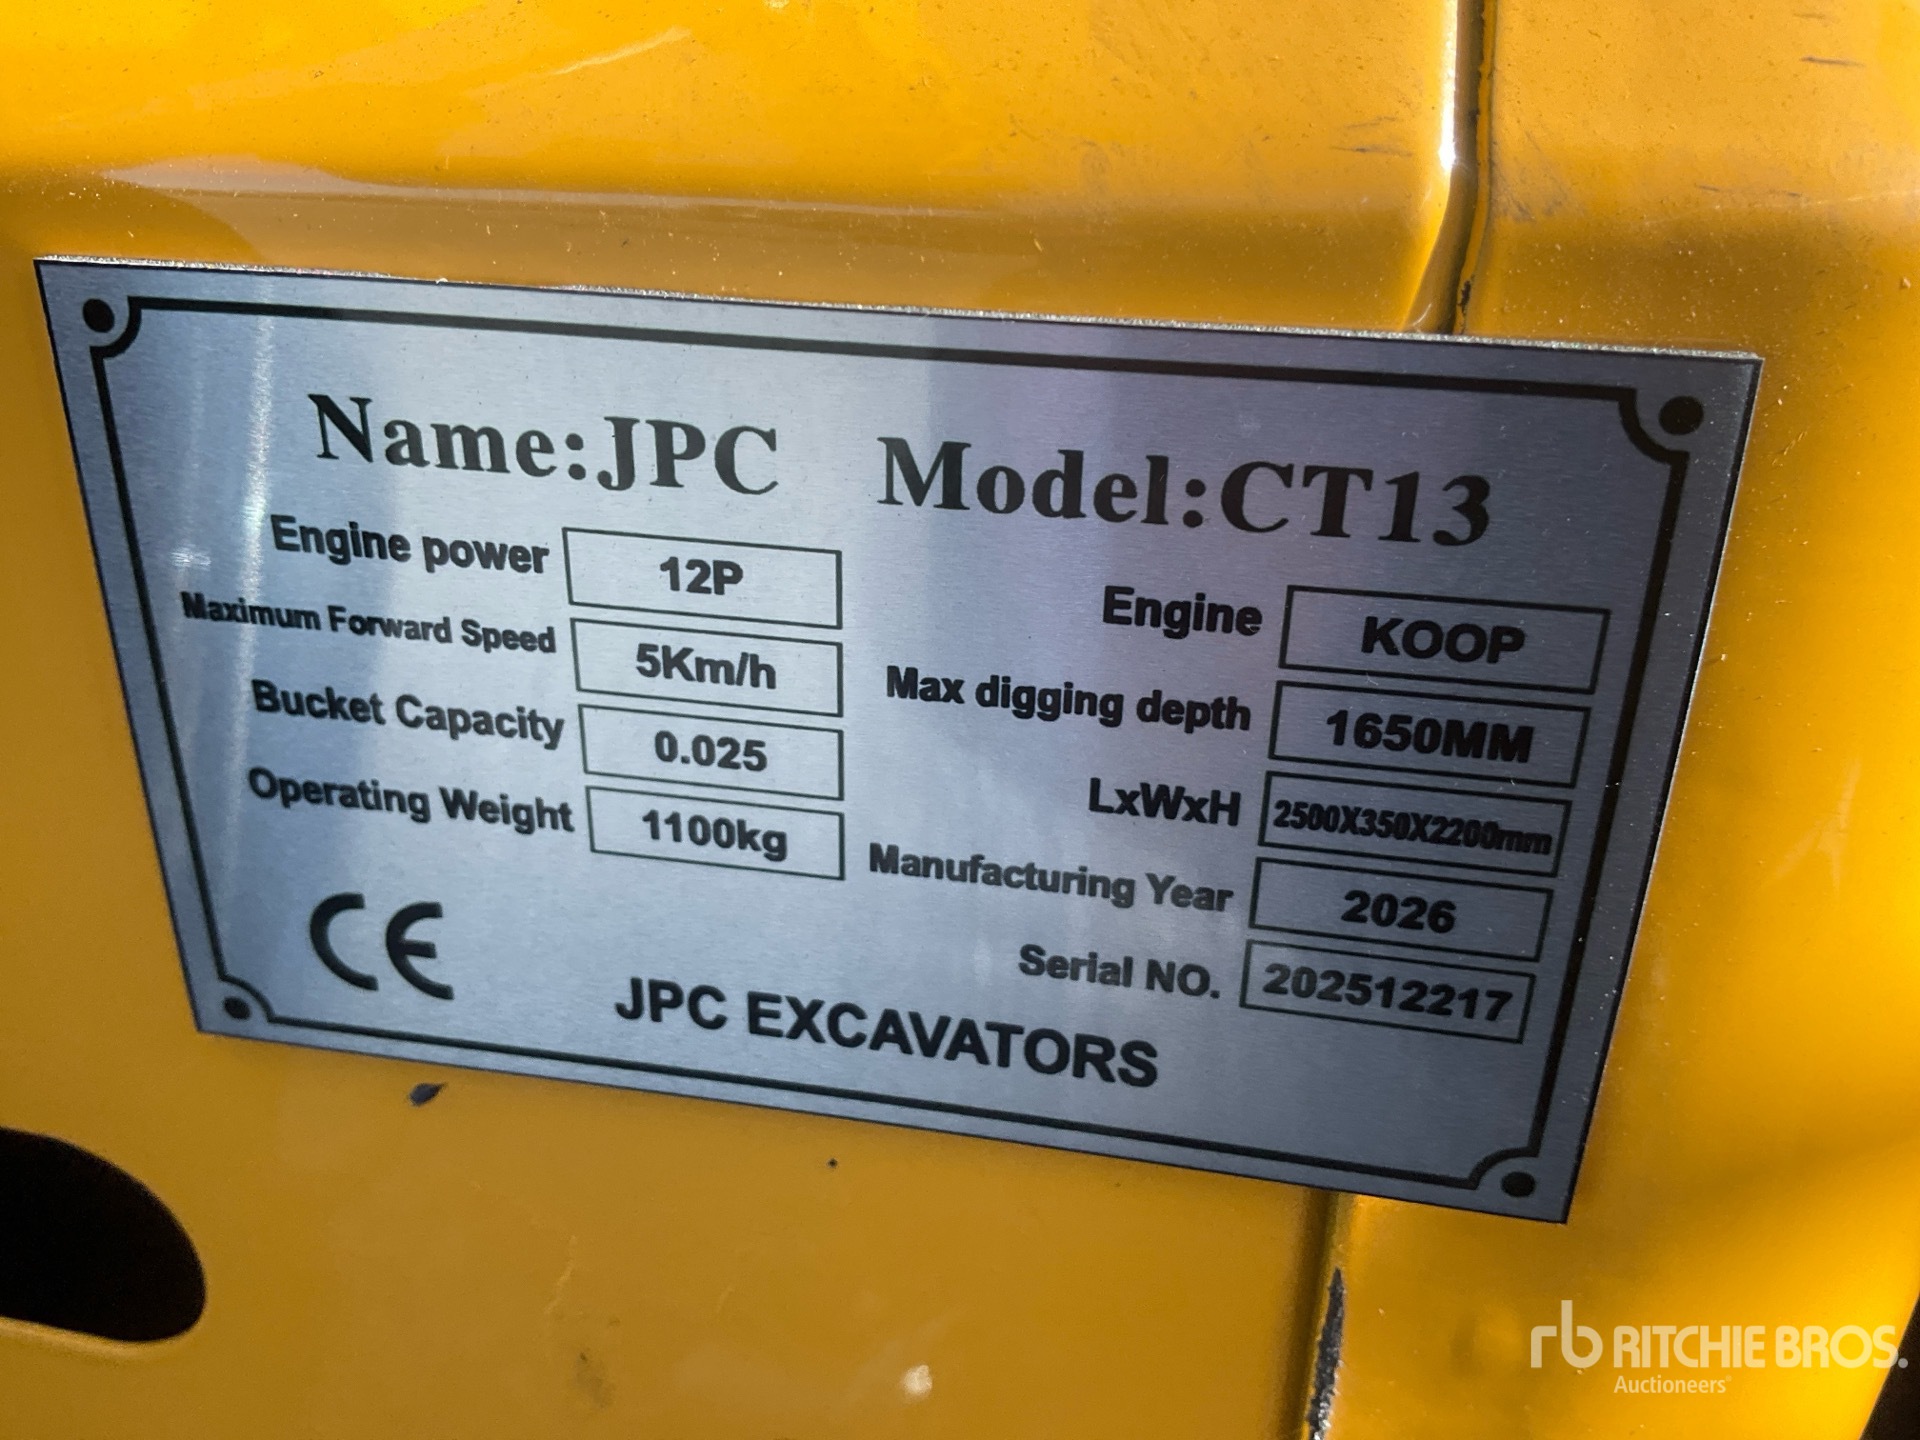 Name:JPC Model:CT13
Engine power 12P
Maximum Forward Speed 5Km/h
Bucket Capacity 0.025
Operating Weight 1100kg
Engine KOOP
Max digging depth 1650MM
LxWxH 2500X350X2200mm
Manufacturing Year 2026
Serial NO. 202512217
CE
JPC EXCAVATORS
rb RITCHIE BROS.
Auctioneers